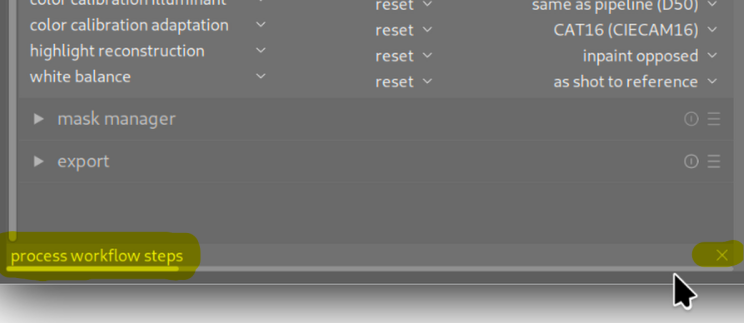 color calibration illuminant reset same as pipeline (D50)
color calibration adaptation reset CAT16 (CIECAM16)
highlight reconstruction reset inpaint opposed
white balance reset as shot to reference
mask manager
export
process workflow steps